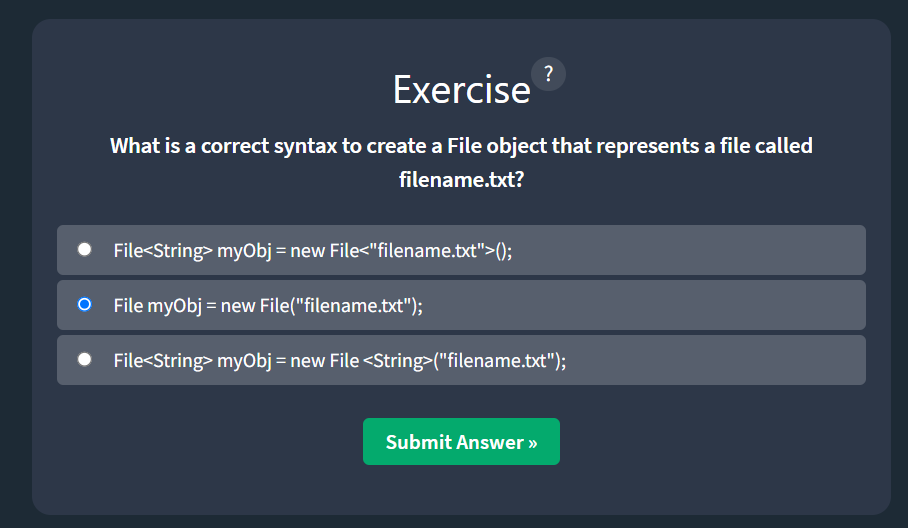 Exercise
?
What is a correct syntax to create a File object that represents a file called
filename.txt?
File<String> myObj = new File<"filename.txt">();
File myObj = new File("filename.txt");
File<String> myObj = new File <String>("filename.txt");
Submit Answer »